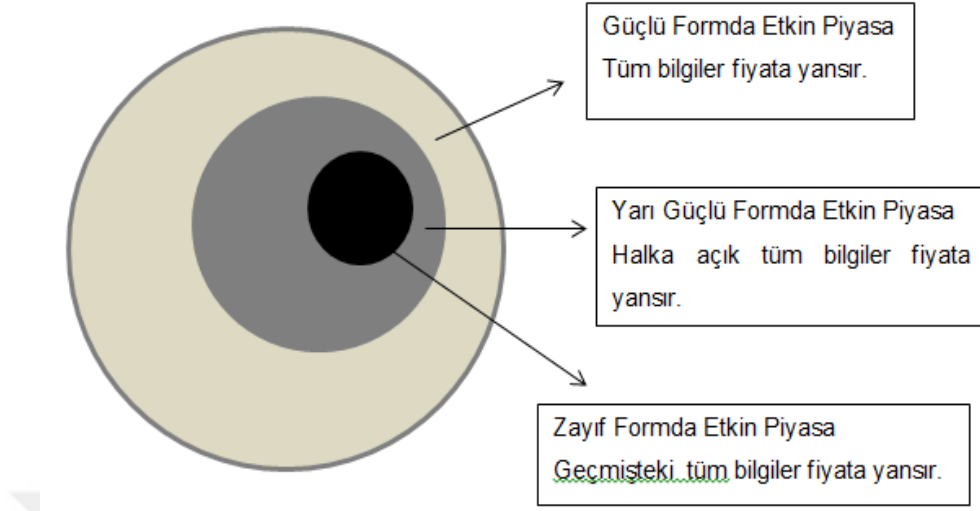 Güçlü Formda Etkin Piyasa
Tüm bilgiler fiyata yansır.
Yarı Güçlü Formda Etkin Piyasa
Halka açık tüm bilgiler fiyata
yansır.
Zayıf Formda Etkin Piyasa
Geçmişteki tüm bilgiler fiyata yansır.